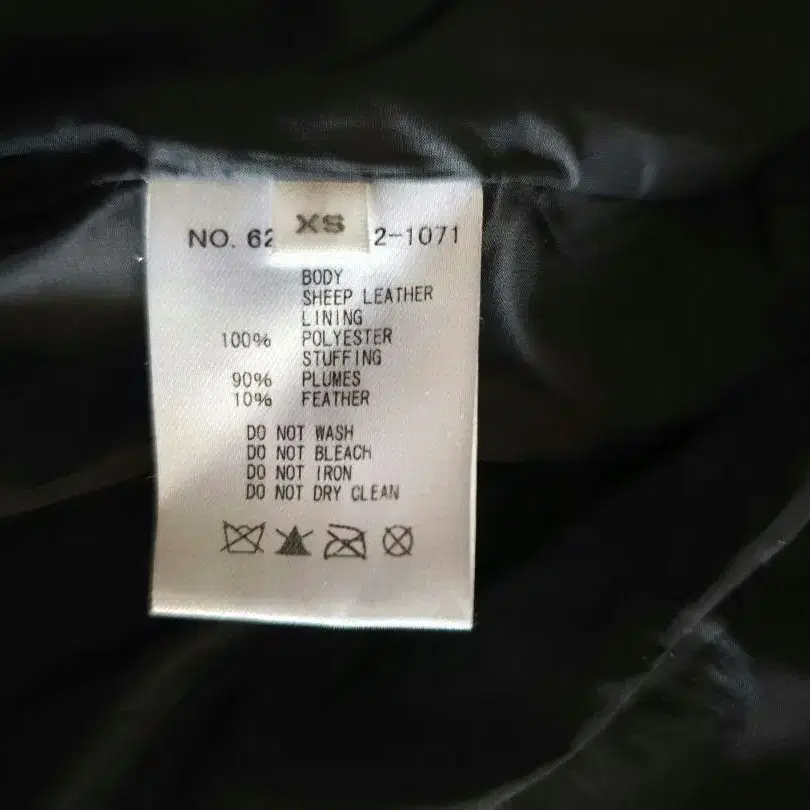 XS
NO. 62 2-1071
BODY
SHEEP LEATHER
LINING
100% POLYESTER
STUFFING
90% PLUMES
10% FEATHER
DO NOT WASH
DO NOT BLEACH
DO NOT IRON
DO NOT DRY CLEAN